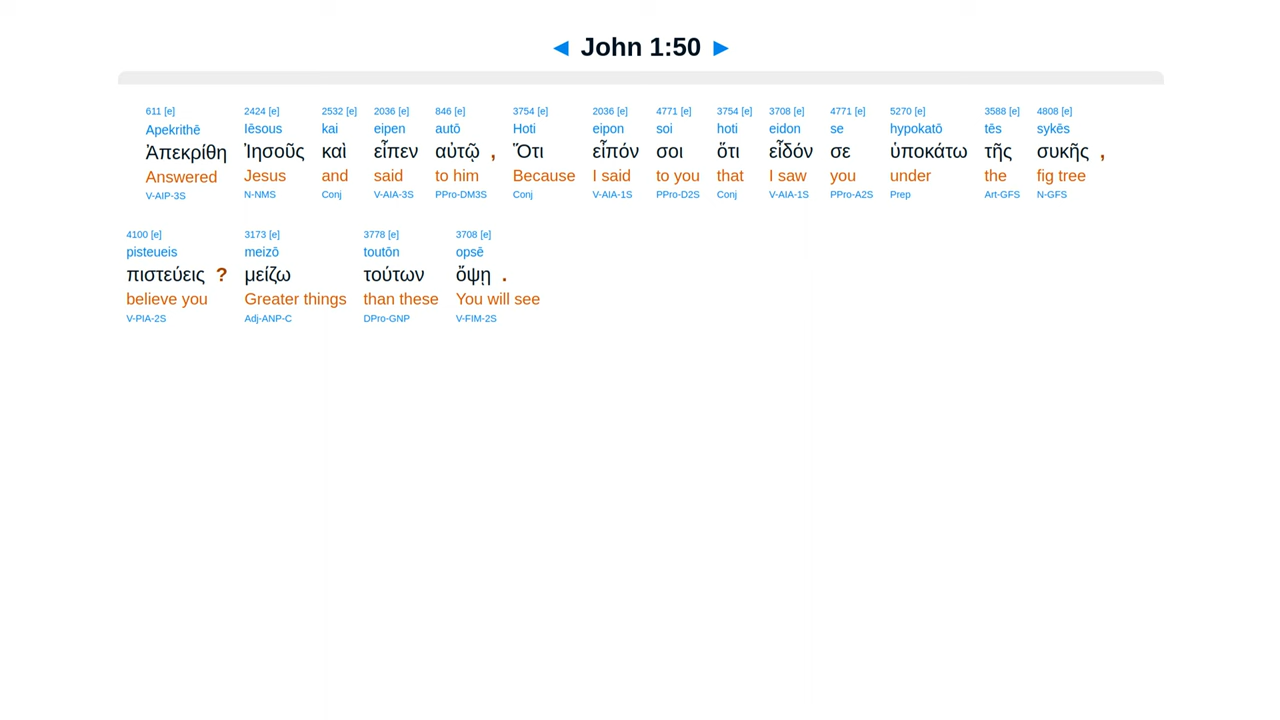 ◄ John 1:50 ►
611 [e] 2424 [e] 2532 [e] 2036 [e] 846 [e] 3754 [e] 2036 [e] 4771 [e] 3754 [e] 3708 [e] 4771 [e] 5270 [e] 3588 [e] 4808 [e]
Apekrithē Iēsous kai eipen autō Hoti eipon soi hoti eidon se hypokatō tēs sykēs
Ἀπεκρίθη Ἰησοῦς καὶ εἶπεν αὐτῷ , Ὅτι εἶπόν σοι ὅτι εἶδόν σε ὑποκάτω τῆς συκῆς ,
Answered Jesus and said to him Because I said to you that I saw you under the fig tree
V-AIP-3S N-NMS Conj V-AIA-3S PPro-DM3S Conj V-AIA-1S PPro-D2S Conj V-AIA-1S PPro-A2S Prep Art-GFS N-GFS
4100 [e] 3173 [e] 3778 [e] 3708 [e]
pisteueis meizō toutōn opsē
πιστεύεις ? μείζω τούτων ὄψῃ .
believe you Greater things than these You will see
V-PIA-2S Adj-ANP-C DPro-GNP V-FIM-2S